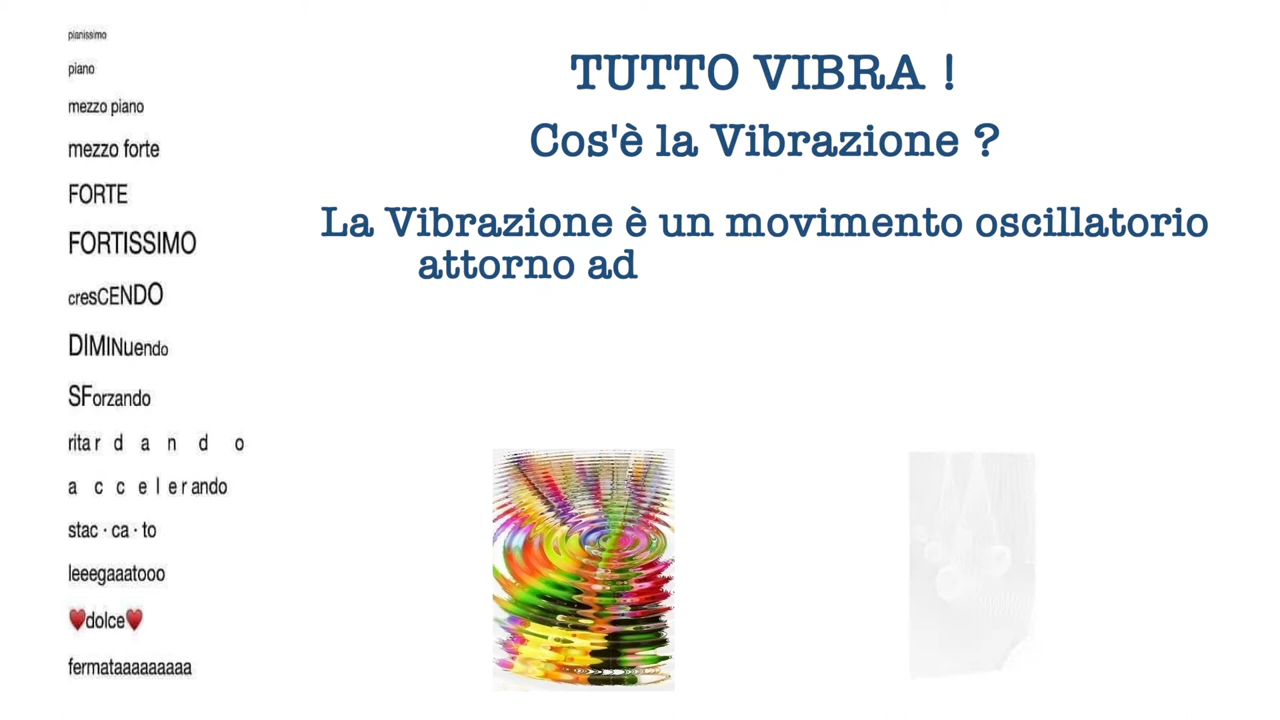 pianissimo
piano
mezzo piano
mezzo forte
FORTE
FORTISSIMO
cresCENDO
DIMINuendo
SForzando
ritar d a n d o
a c c e l e r ando
stac · ca · to
leeegaaatooo
♥dolce♥
fermataaaaaaaaa
TUTTO VIBRA !
Cos'è la Vibrazione ?
La Vibrazione è un movimento oscillatorio
attorno ad